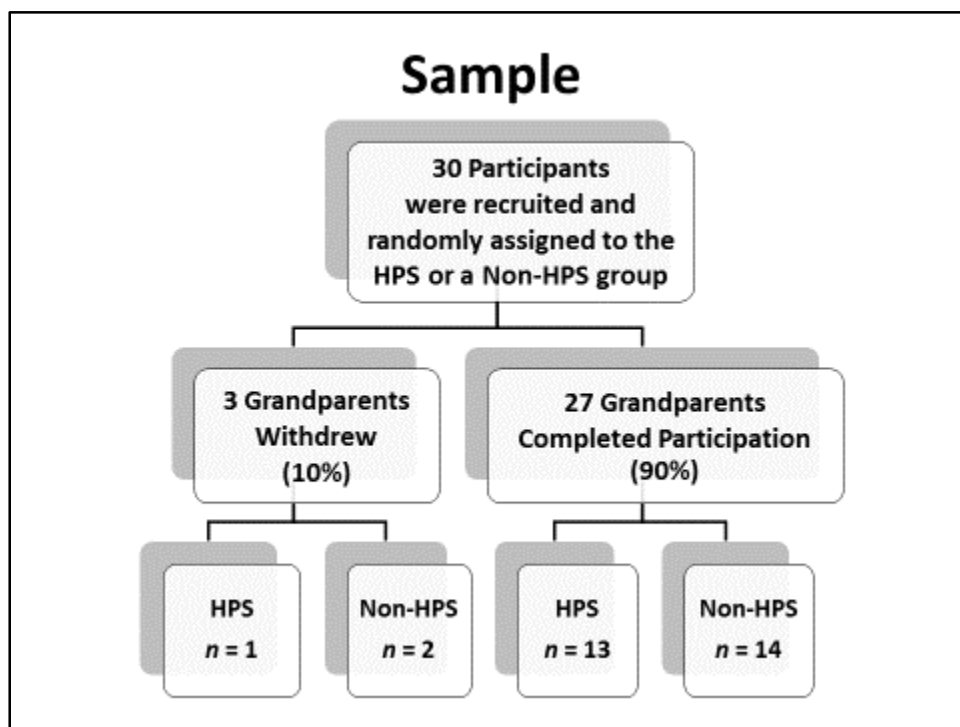 Sample
30 Participants
were recruited and
randomly assigned to the
HPS or a Non-HPS group
3 Grandparents
Withdrew
(10%)
27 Grandparents
Completed Participation
(90%)
HPS
n = 1
Non-HPS
n = 2
HPS
n = 13
Non-HPS
n = 14